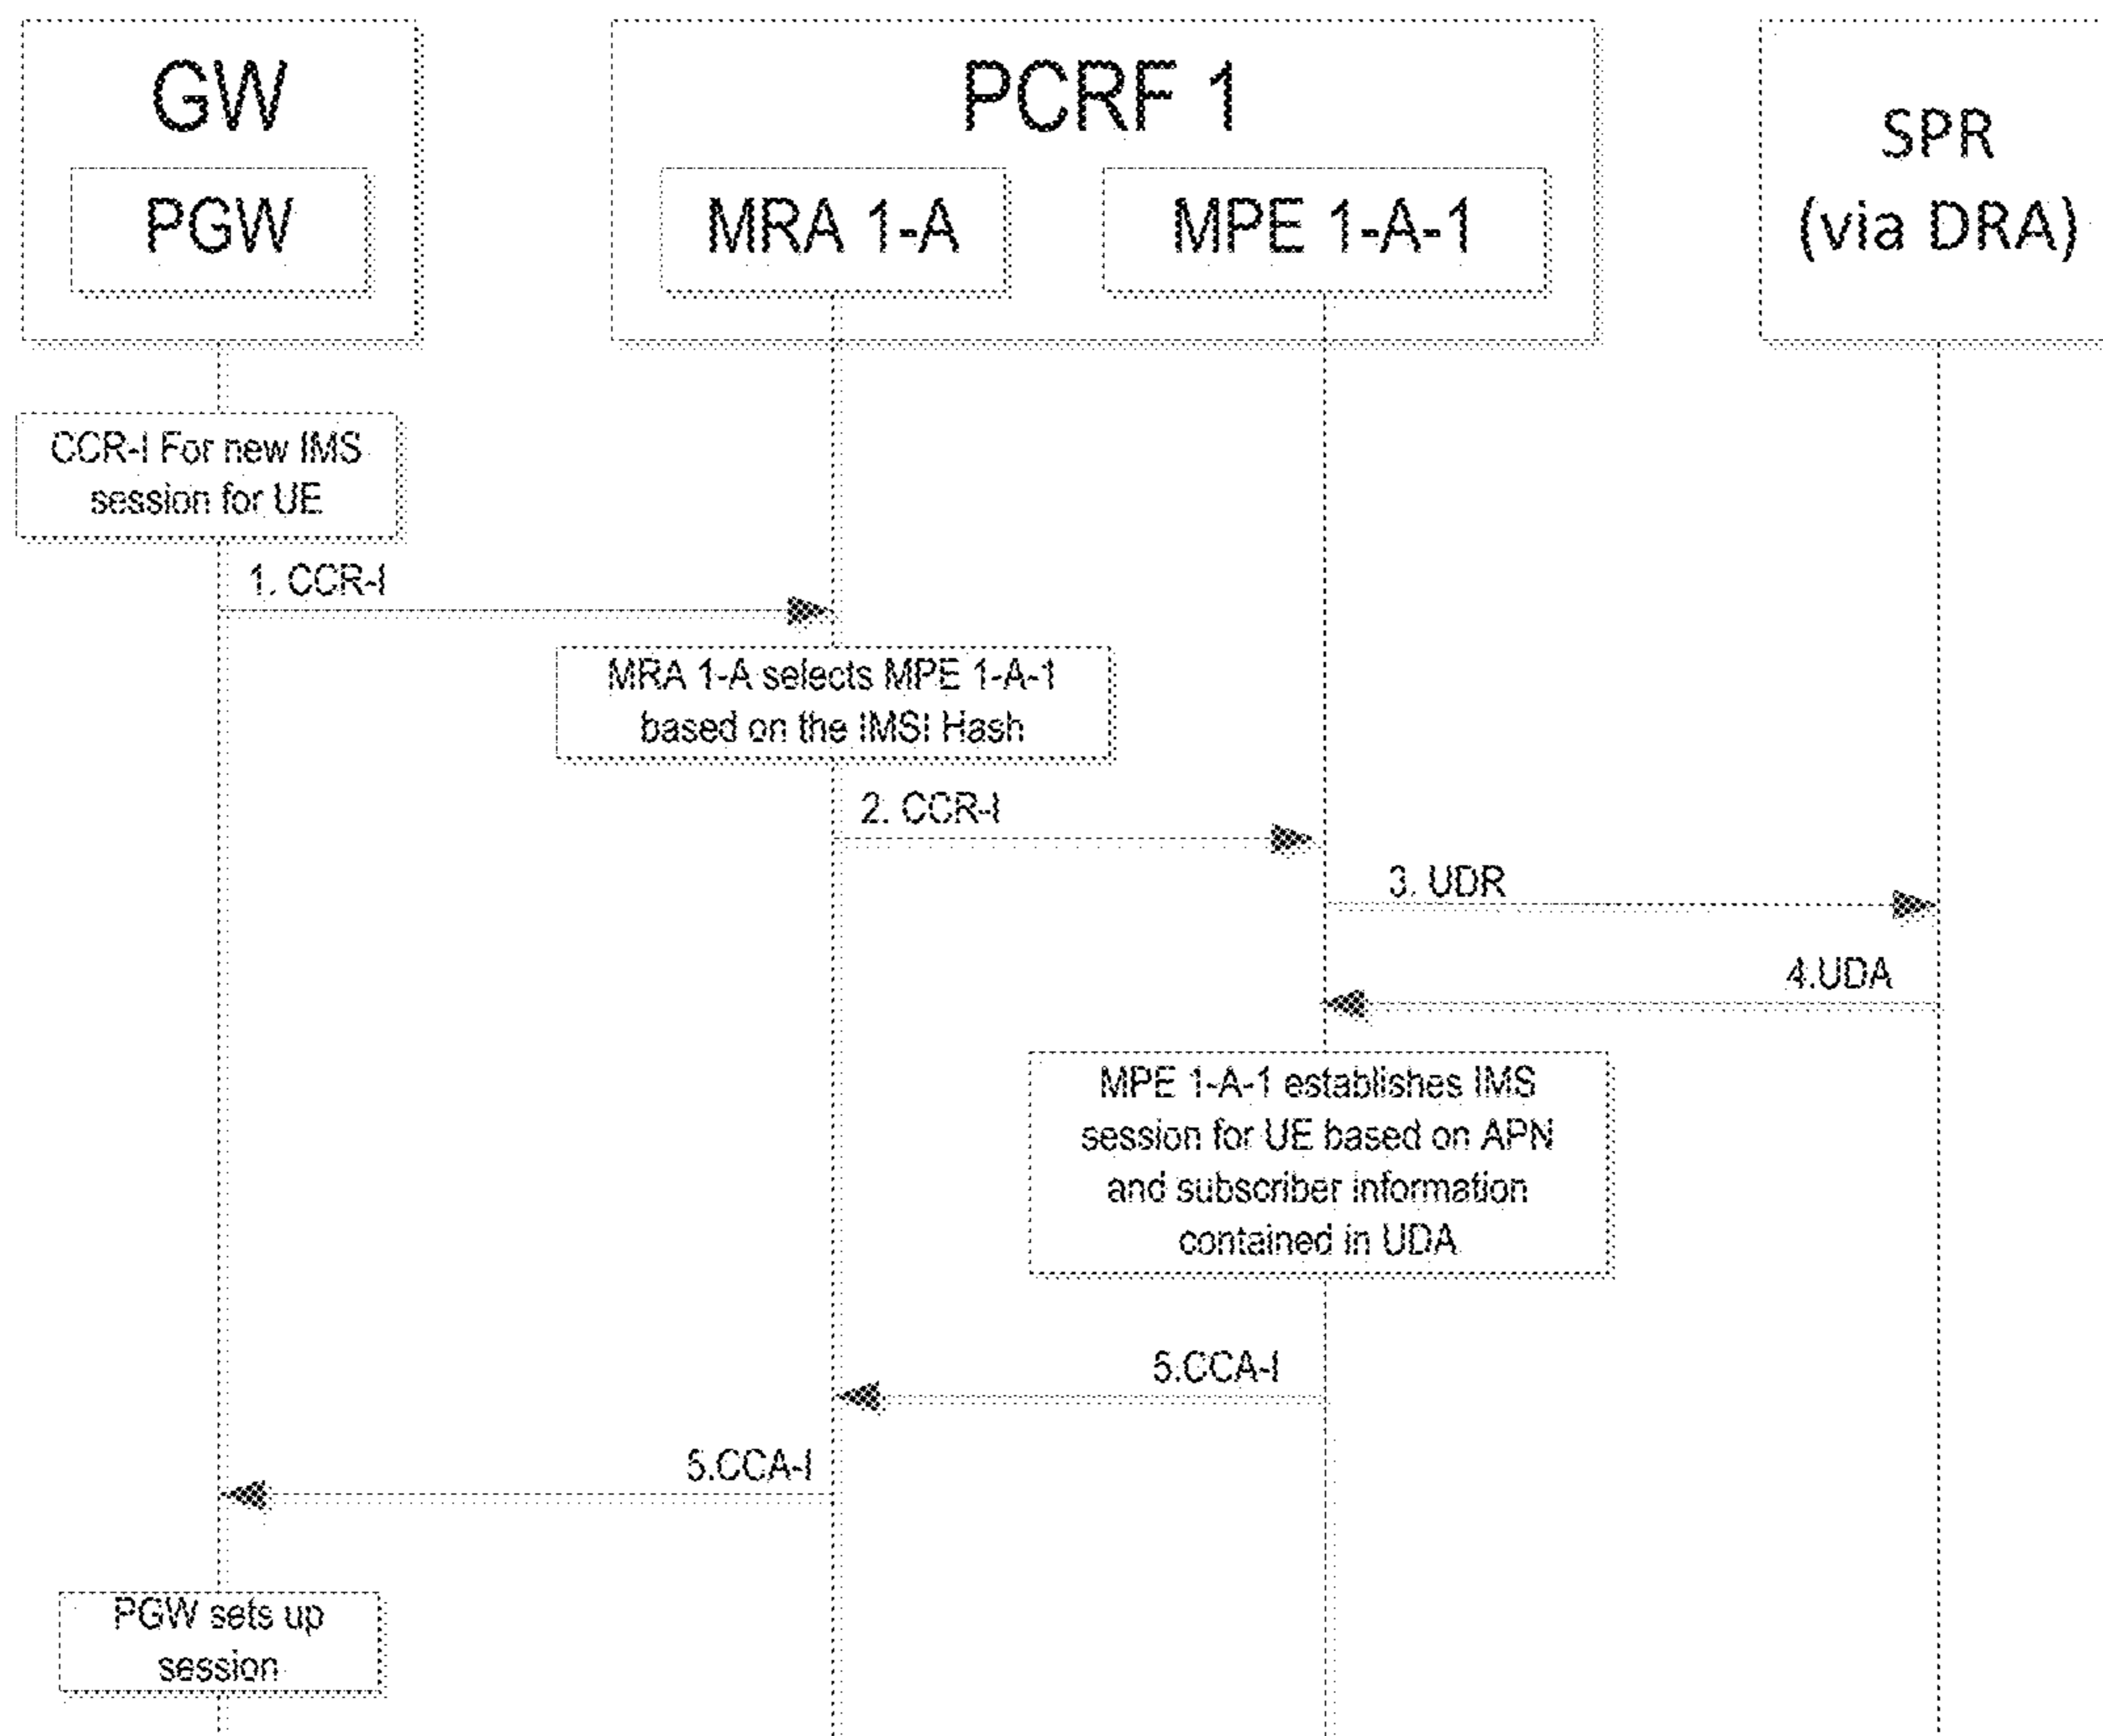 GW
PGW
PCRF 1
MRA 1-A
MPE 1-A-1
SPR
(via DRA)
CCR-I For new IMS
session for UE
1. CCR-I
MRA 1-A selects MPE 1-A-1
based on the IMSI Hash
2. CCR-I
3. UDR
4.UDA
MPE 1-A-1 establishes IMS
session for UE based on APN
and subscriber information
contained in UDA
5.CCA-I
5.CCA-I
PGW sets up
session